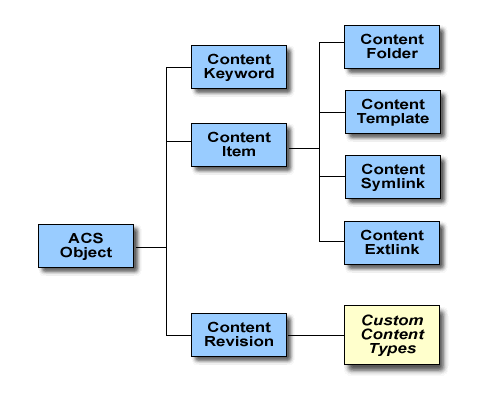 Content
Folder
Content
Keyword
Content
Template
Content
Item
Content
Symlink
ACS
Object
Content
Extlink
Content
Revision
Custom
Content
Types